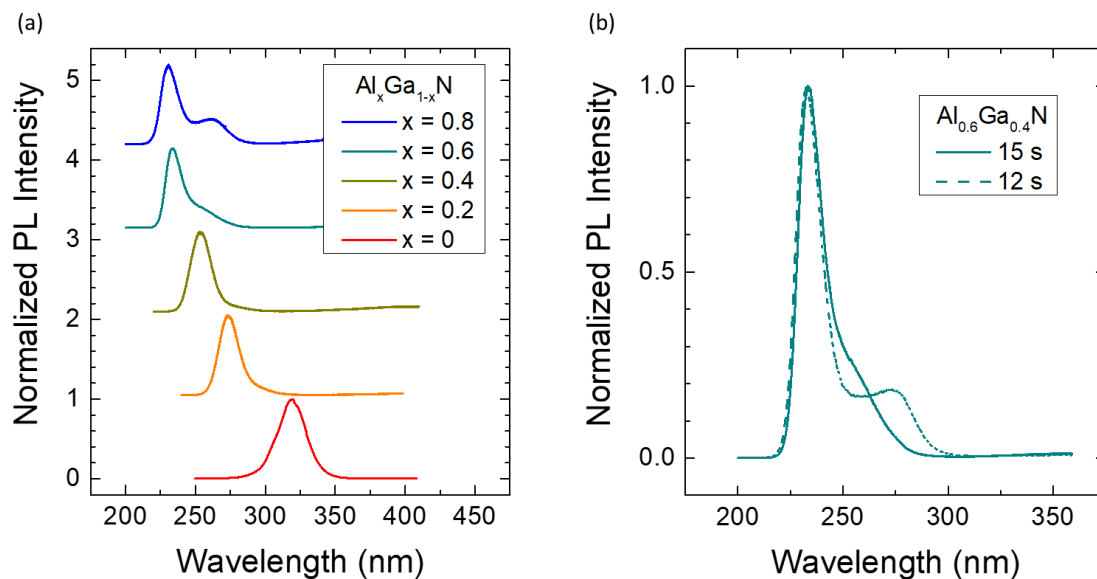 (a)
Normalized PL Intensity
5
4
3
2
1
0
AlxGa1-xN
x = 0.8
x = 0.6
x = 0.4
x = 0.2
x = 0
200 250 300 350 400 450
Wavelength (nm)
(b)
Normalized PL Intensity
1.0
0.5
0.0
Al0.6Ga0.4N
15 s
12 s
200 250 300 350
Wavelength (nm)